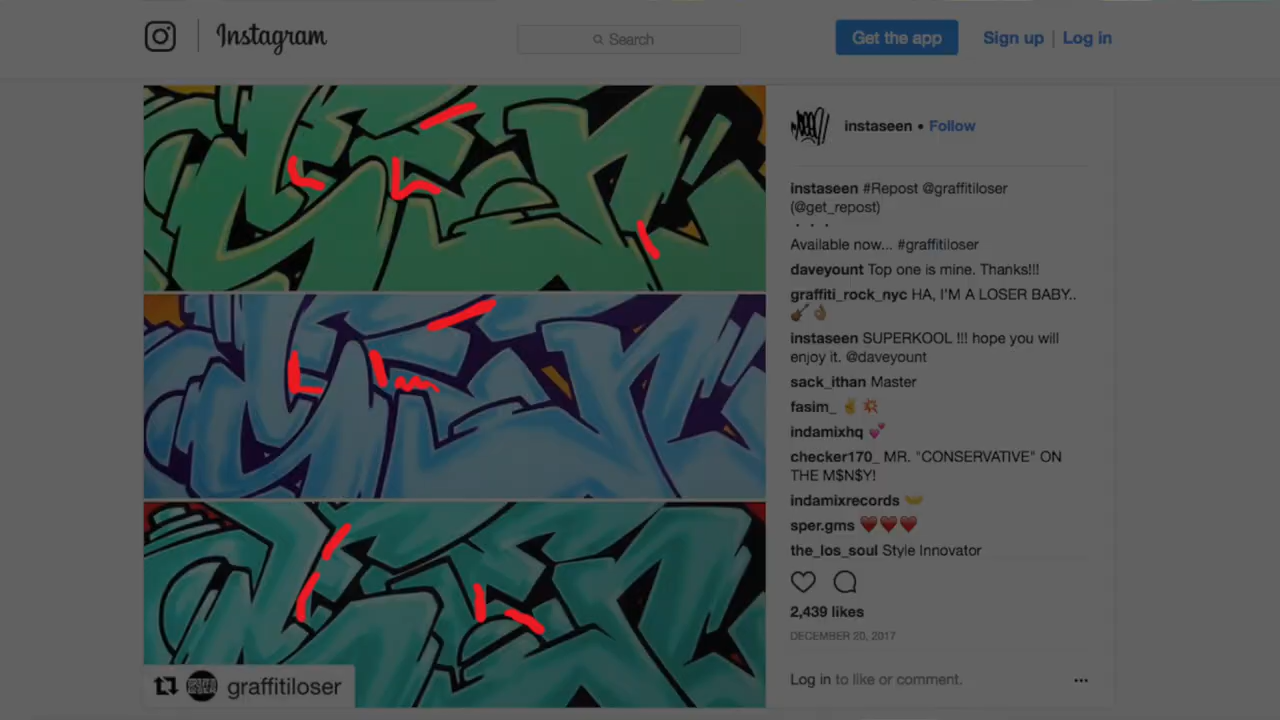 Instagram
Search
Get the app
Sign up | Log in
instaseen • Follow
instaseen #Repost @graffitiloser
(@get_repost)
・・・
Available now... #graffitiloser
daveyount Top one is mine. Thanks!!!
graffiti_rock_nyc HA, I'M A LOSER BABY..
🎸👌🏼
instaseen SUPERKOOL !!! hope you will
enjoy it. @daveyount
sack_ithan Master
fasim_ ✌️💥
indamixhq 💕
checker170_ MR. "CONSERVATIVE" ON
THE M$N$Y!
indamixrecords 🤝
sper.gms ❤️❤️❤️
the_los_soul Style Innovator
2,439 likes
DECEMBER 20, 2017
Log in to like or comment.
SEEN
SEEN
SEEN
graffitiloser